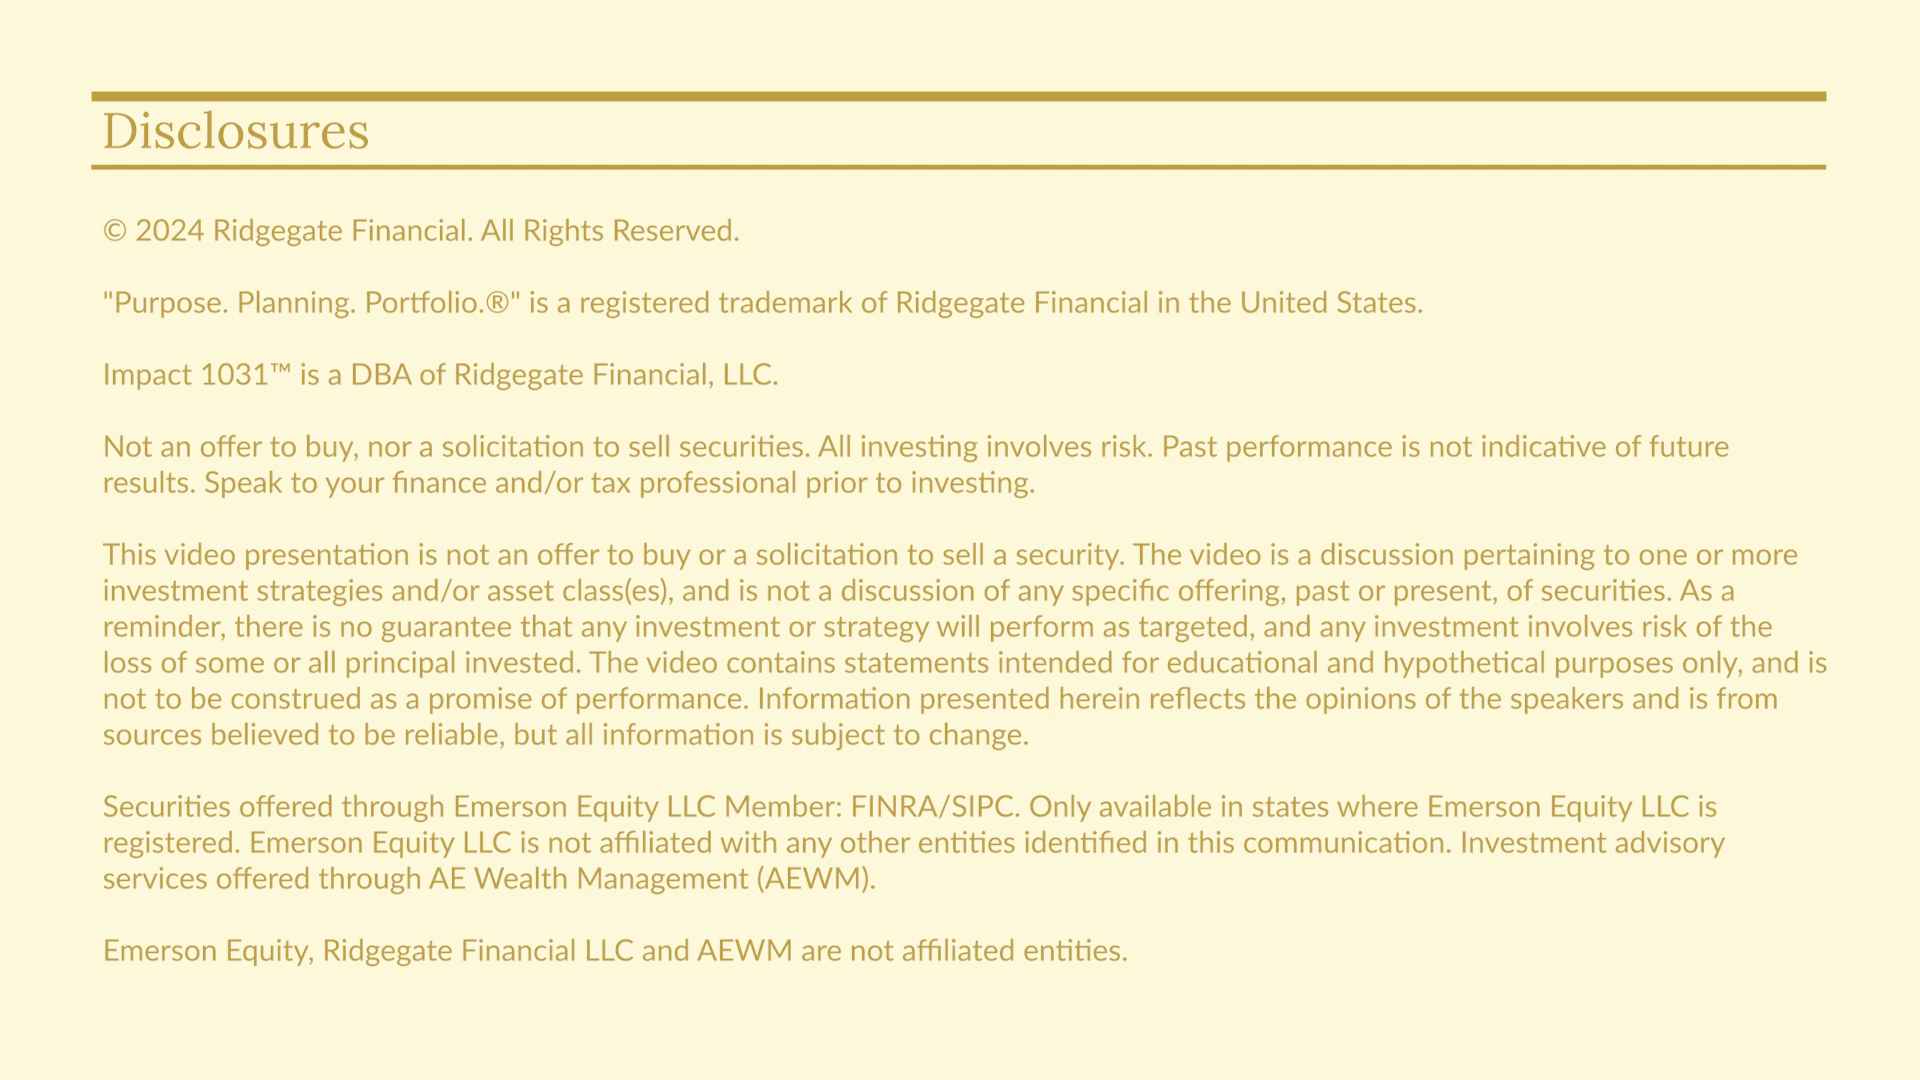 Disclosures
© 2024 Ridgegate Financial. All Rights Reserved.
"Purpose. Planning. Portfolio.®" is a registered trademark of Ridgegate Financial in the United States.
Impact 1031™ is a DBA of Ridgegate Financial, LLC.
Not an offer to buy, nor a solicitation to sell securities. All investing involves risk. Past performance is not indicative of future
results. Speak to your finance and/or tax professional prior to investing.
This video presentation is not an offer to buy or a solicitation to sell a security. The video is a discussion pertaining to one or more
investment strategies and/or asset class(es), and is not a discussion of any specific offering, past or present, of securities. As a
reminder, there is no guarantee that any investment or strategy will perform as targeted, and any investment involves risk of the
loss of some or all principal invested. The video contains statements intended for educational and hypothetical purposes only, and is
not to be construed as a promise of performance. Information presented herein reflects the opinions of the speakers and is from
sources believed to be reliable, but all information is subject to change.
Securities offered through Emerson Equity LLC Member: FINRA/SIPC. Only available in states where Emerson Equity LLC is
registered. Emerson Equity LLC is not affiliated with any other entities identified in this communication. Investment advisory
services offered through AE Wealth Management (AEWM).
Emerson Equity, Ridgegate Financial LLC and AEWM are not affiliated entities.